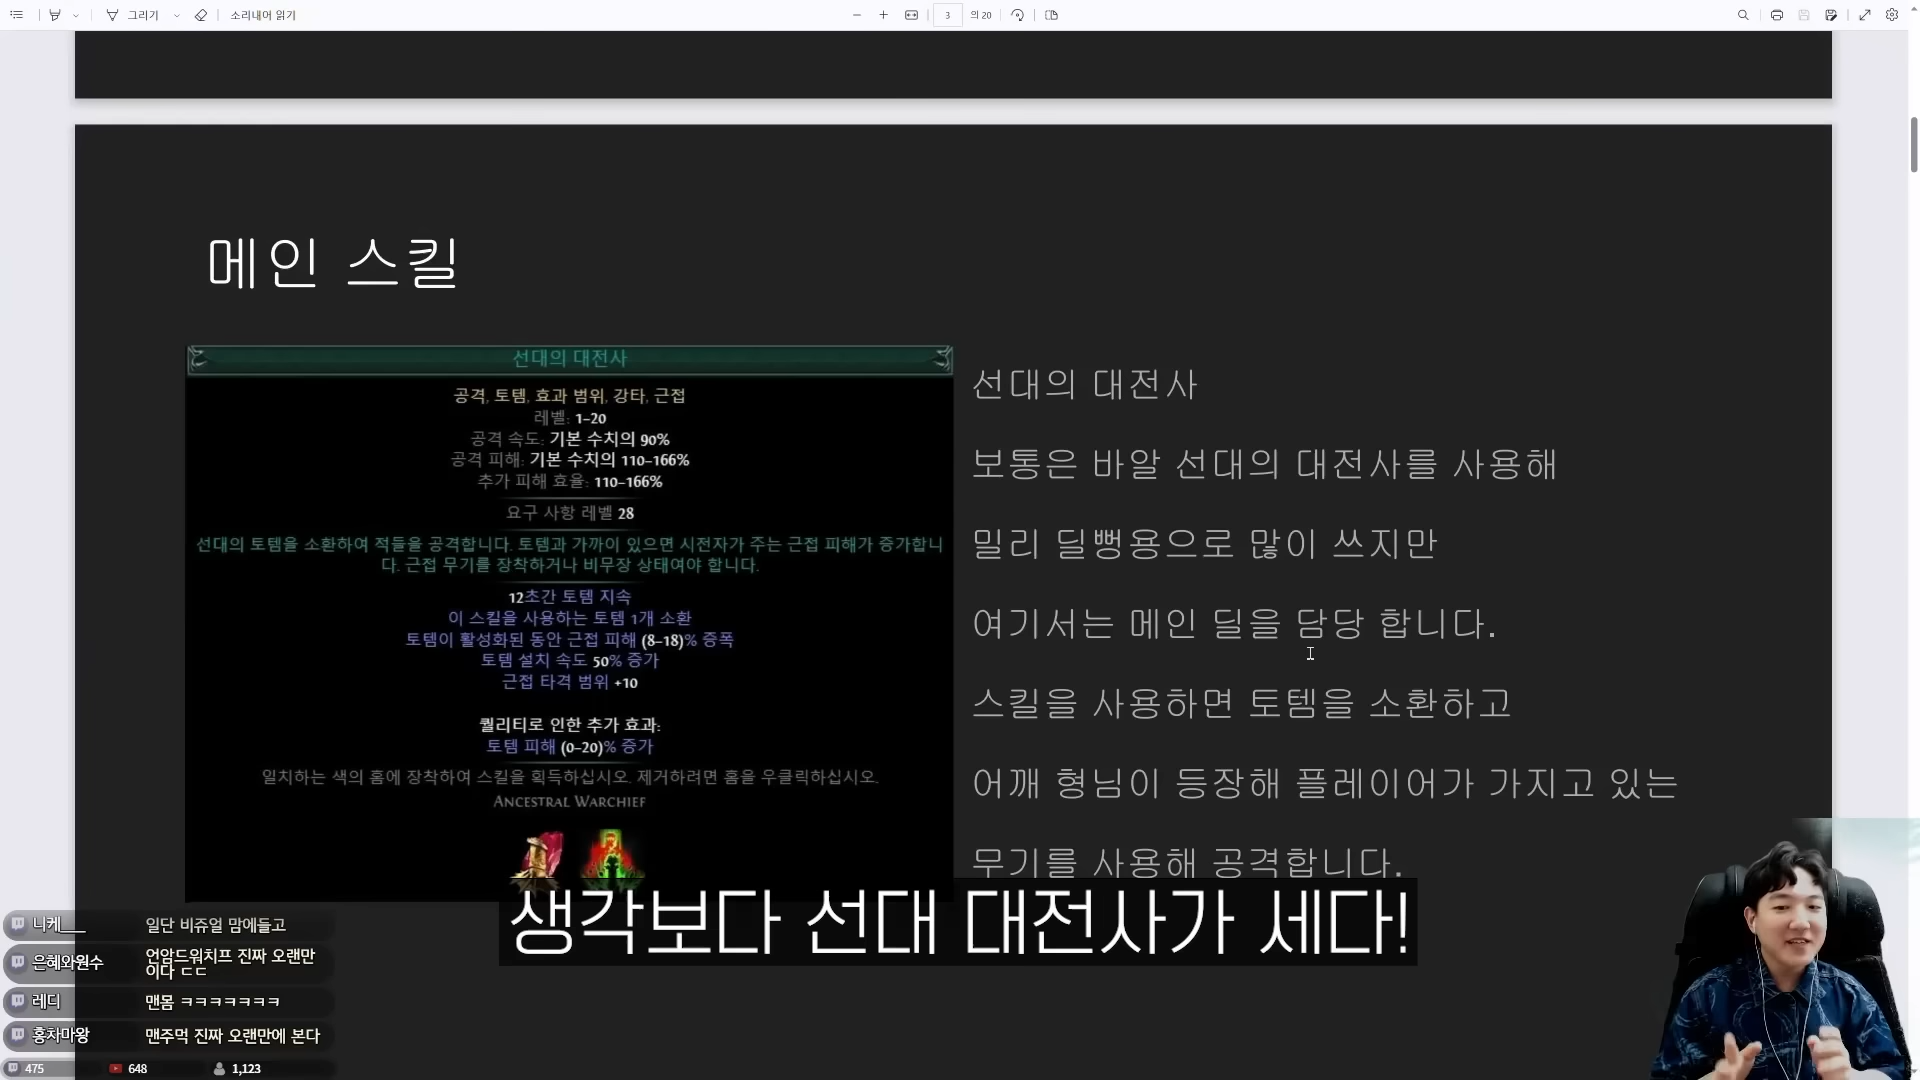 그리기
소리내어 읽기
3
의 20
메인 스킬
선대의 대전사
공격, 토템, 효과 범위, 강타, 근접
레벨: 1–20
공격 속도: 기본 수치의 90%
공격 피해: 기본 수치의 110–166%
추가 피해 효율: 110–166%
요구 사항 레벨 28
선대의 토템을 소환하여 적들을 공격합니다. 토템과 가까이 있으면 시전자가 주는 근접 피해가 증가합니
다. 근접 무기를 장착하거나 비무장 상태여야 합니다.
12초간 토템 지속
이 스킬을 사용하는 토템 1개 소환
토템이 활성화된 동안 근접 피해 (8–18)% 증폭
토템 설치 속도 50% 증가
근접 타격 범위 +10
퀄리티로 인한 추가 효과:
토템 피해 (0–20)% 증가
일치하는 색의 홈에 장착하여 스킬을 획득하십시오. 제거하려면 홈을 우클릭하십시오.
Ancestral Warchief
선대의 대전사
보통은 바알 선대의 대전사를 사용해
밀리 딜뻥용으로 많이 쓰지만
여기서는 메인 딜을 담당 합니다.
스킬을 사용하면 토템을 소환하고
어깨 형님이 등장해 플레이어가 가지고 있는
무기를 사용해 공격합니다.
생각보다 선대 대전사가 세다!
니케___ 일단 비쥬얼 맘에들고
은혜와원수 언암드워치프 진짜 오랜만
이다 ㄷㄷ
레디 맨몸 ㅋㅋㅋㅋㅋㅋㅋ
홍차마왕 맨주먹 진짜 오랜만에 본다
475 648 1,123